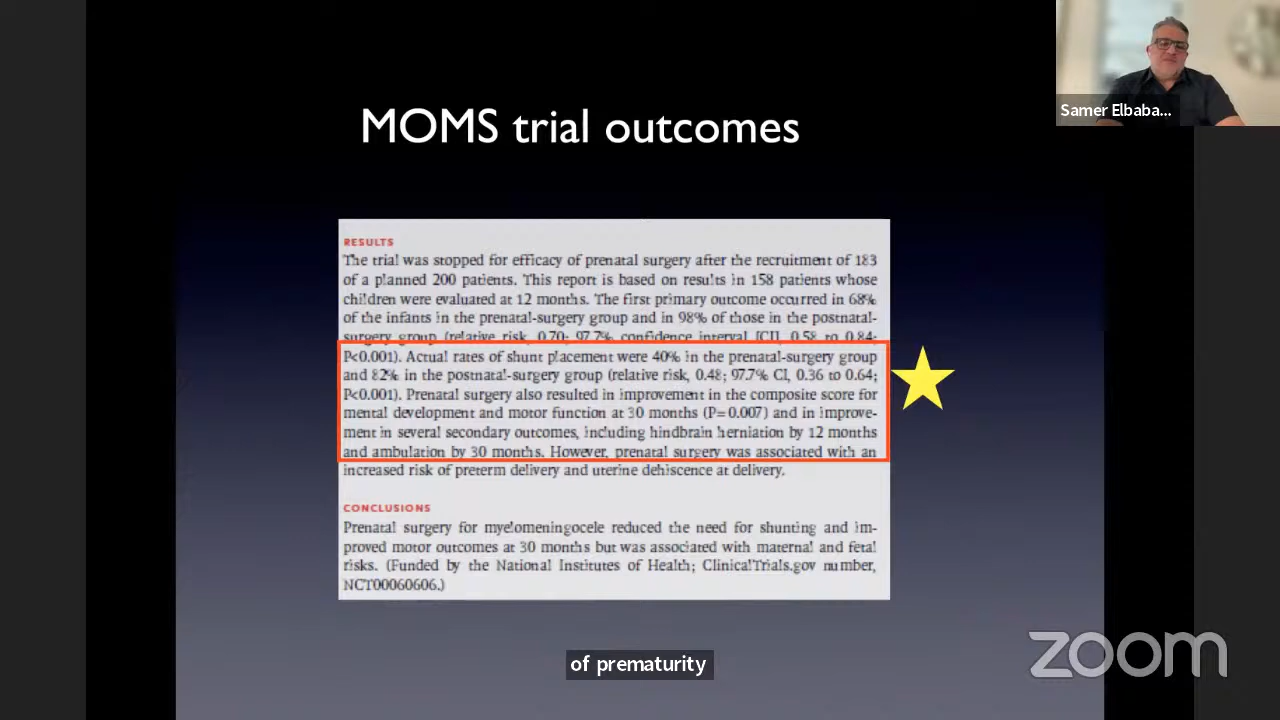 Samer Elbaba...
MOMS trial outcomes
RESULTS
The trial was stopped for efficacy of prenatal surgery after the recruitment of 183
of a planned 200 patients. This report is based on results in 158 patients whose
children were evaluated at 12 months. The first primary outcome occurred in 68%
of the infants in the prenatal-surgery group and in 98% of those in the postnatal-
surgery group (relative risk, 0.70; 97.7% confidence interval [CI], 0.58 to 0.84;
P<0.001). Actual rates of shunt placement were 40% in the prenatal-surgery group
and 82% in the postnatal-surgery group (relative risk, 0.48; 97.7% CI, 0.36 to 0.64;
P<0.001). Prenatal surgery also resulted in improvement in the composite score for
mental development and motor function at 30 months (P=0.007) and in improve-
ment in several secondary outcomes, including hindbrain herniation by 12 months
and ambulation by 30 months. However, prenatal surgery was associated with an
increased risk of preterm delivery and uterine dehiscence at delivery.
CONCLUSIONS
Prenatal surgery for myelomeningocele reduced the need for shunting and im-
proved motor outcomes at 30 months but was associated with maternal and fetal
risks. (Funded by the National Institutes of Health; ClinicalTrials.gov number,
NCT00060606.)
of prematurity
zoom